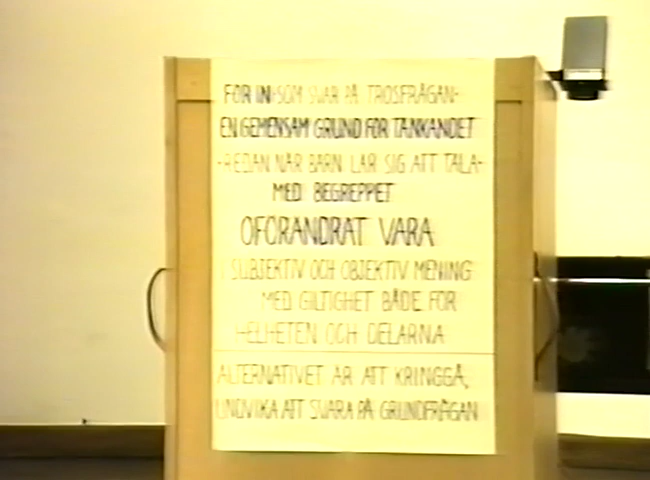 FÖR IN (SOM SVAR PÅ TROSFRÅGAN-
EN GEMENSAM GRUND FÖR TÄNKANDET
-REDAN NÄR BARN LÄR SIG ATT TALA-
MED BEGREPPET
OFÖRÄNDRAT VARA
I SUBJEKTIV OCH OBJEKTIV MENING
MED GILTIGHET BÅDE FÖR
HELHETEN OCH DELARNA
ALTERNATIVET ÄR ATT KRINGGÅ,
UNDVIKA ATT SVARA PÅ GRUNDFRÅGAN